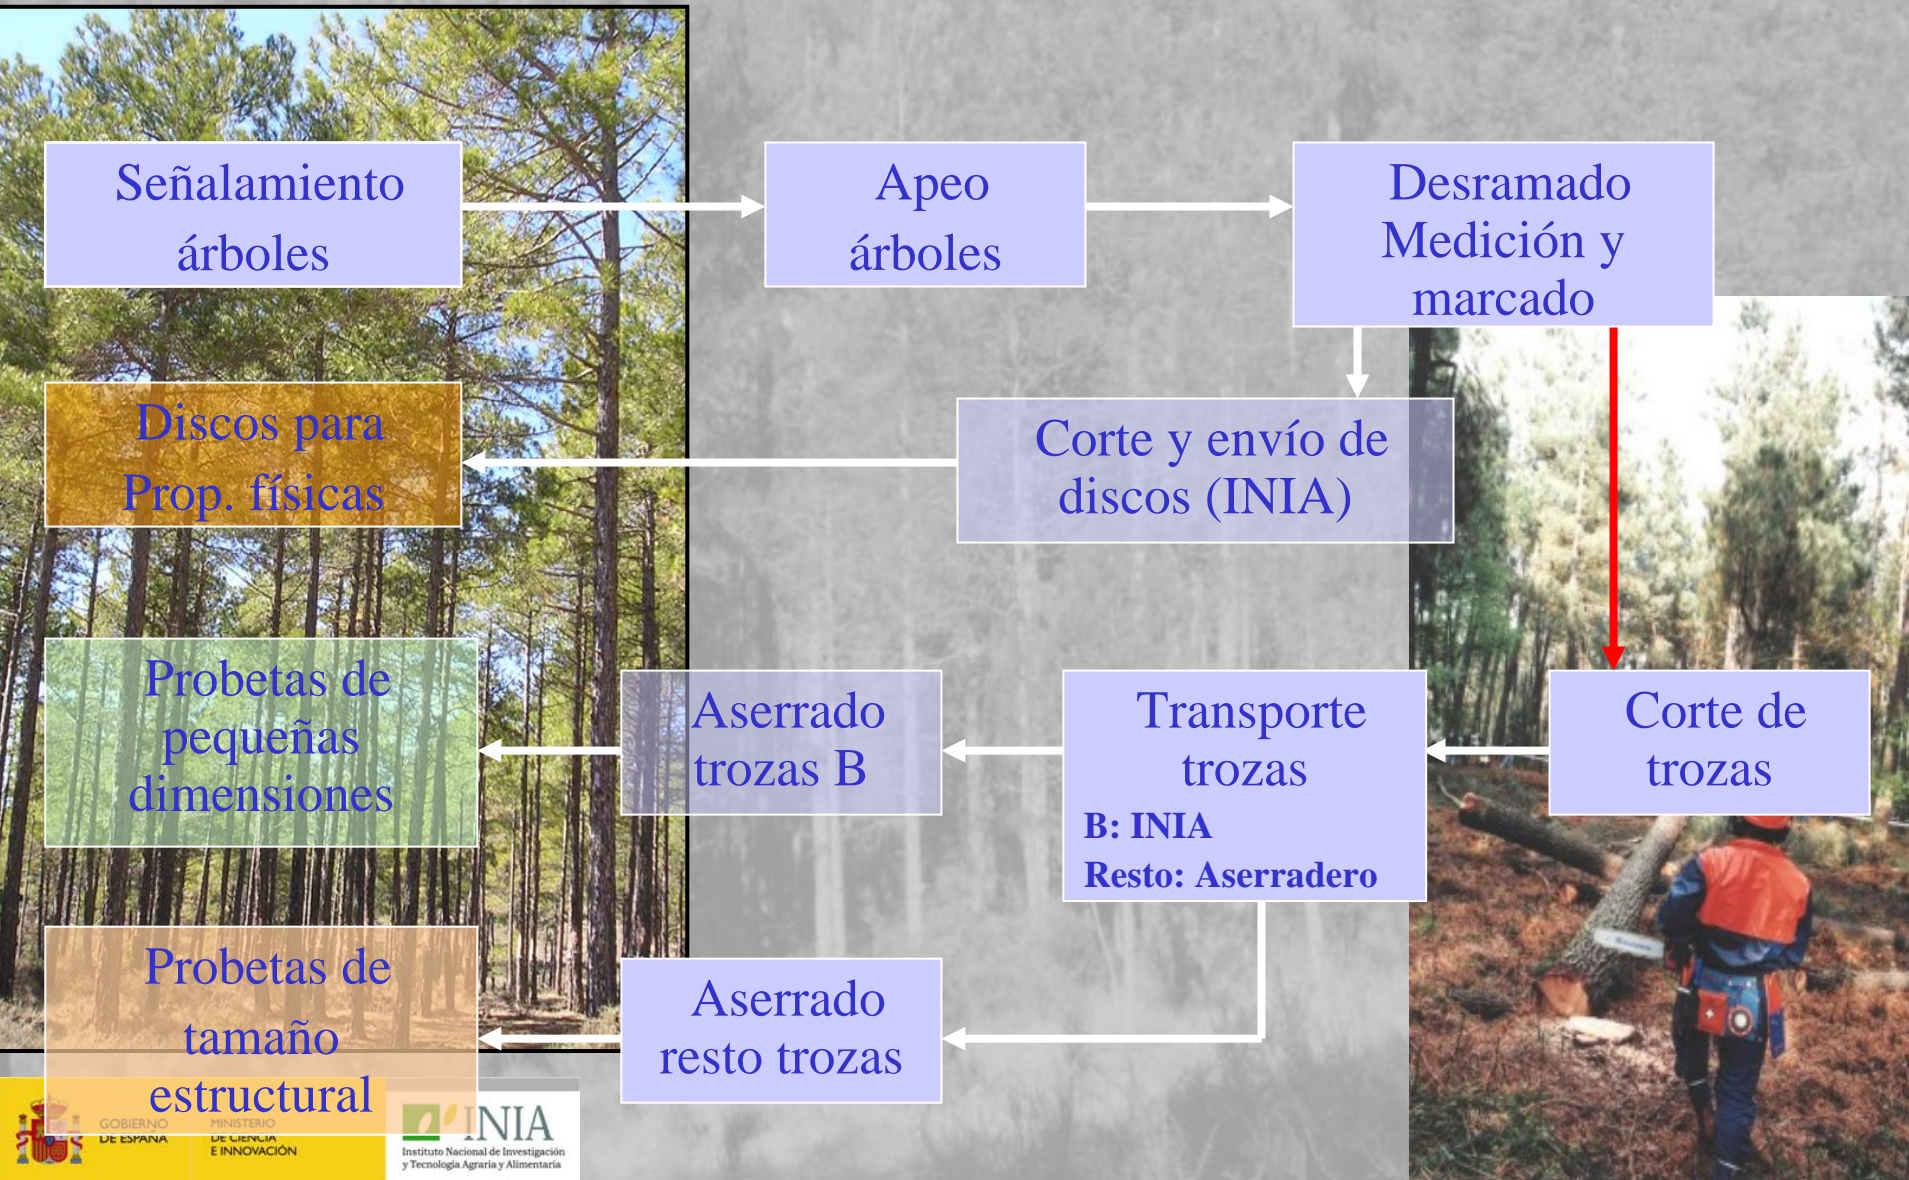 Señalamiento
árboles
Apeo
árboles
Desramado
Medición y
marcado
Discos para
Prop. físicas
Corte y envío de
discos (INIA)
Probetas de
pequeñas
dimensiones
Aserrado
trozas B
Transporte
trozas
B: INIA
Resto: Aserradero
Corte de
trozas
Probetas de
tamaño
estructural
Aserrado
resto trozas
GOBIERNO
DE ESPAÑA
MINISTERIO
DE CIENCIA
E INNOVACIÓN
INIA
Instituto Nacional de Investigación
y Tecnología Agraria y Alimentaria